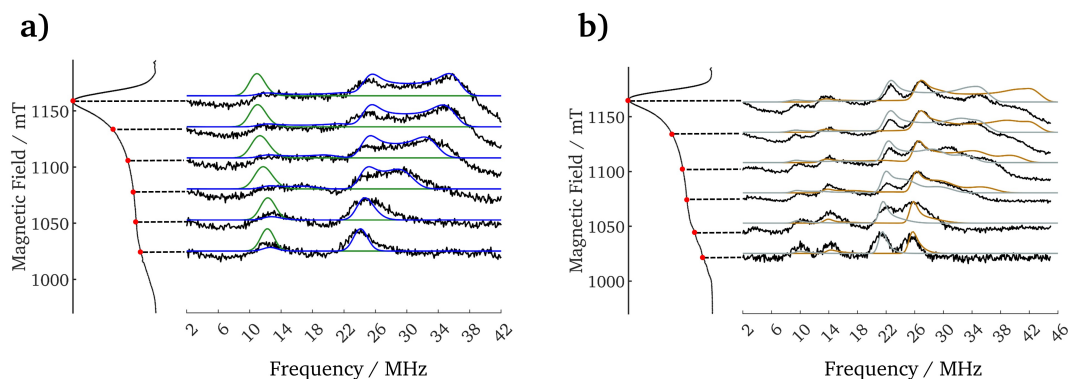 a)
b)
Magnetic Field / mT
1150
1100
1050
1000
2 6 10 14 18 22 26 30 34 38 42
Frequency / MHz
Magnetic Field / mT
1150
1100
1050
1000
2 6 10 14 18 22 26 30 34 38 42 46
Frequency / MHz